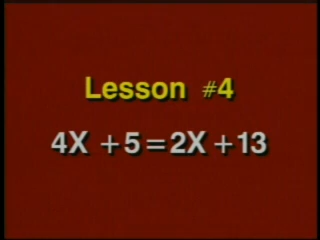 Lesson #4
4X + 5 = 2X + 13